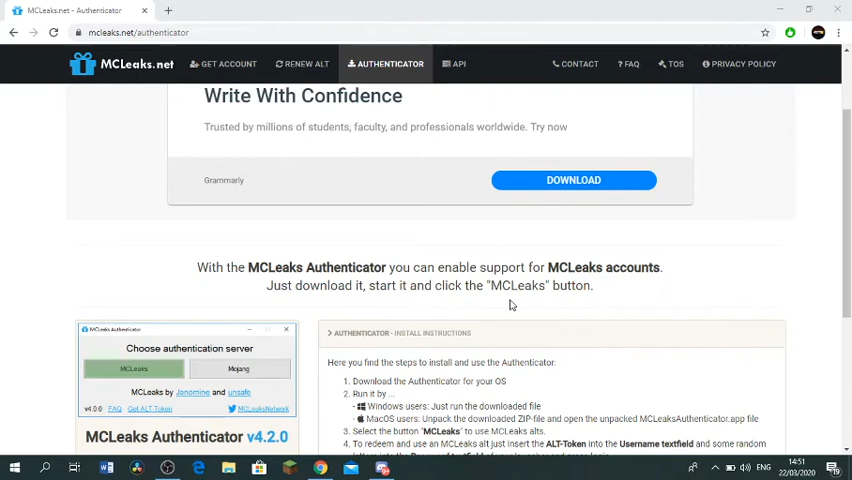 MCLeaks.net - Authenticator
mcleaks.net/authenticator
MCLeaks.net
GET ACCOUNT
RENEW ALT
AUTHENTICATOR
API
CONTACT
FAQ
TOS
PRIVACY POLICY
Write With Confidence
Trusted by millions of students, faculty, and professionals worldwide. Try now
Grammarly
DOWNLOAD
With the MCLeaks Authenticator you can enable support for MCLeaks accounts.
Just download it, start it and click the "MCLeaks" button.
MCLeaks Authenticator
Choose authentication server
MCLeaks
Mojang
MCLeaks by Janomine and unsafe
v4.0.0 FAQ Get ALT-Token MCLeaksNetwork
MCLeaks Authenticator v4.2.0
AUTHENTICATOR - INSTALL INSTRUCTIONS
Here you find the steps to install and use the Authenticator:
1. Download the Authenticator for your OS
2. Run it by ...
- Windows users: Just run the downloaded file
- MacOS users: Unpack the downloaded ZIP-file and open the unpacked MCLeaksAuthenticator.app file
3. Select the button "MCLeaks" to use MCLeaks alts.
4. To redeem and use an MCLeaks alt just insert the ALT-Token into the Username textfield and some random
ENG
14:51
22/03/2020